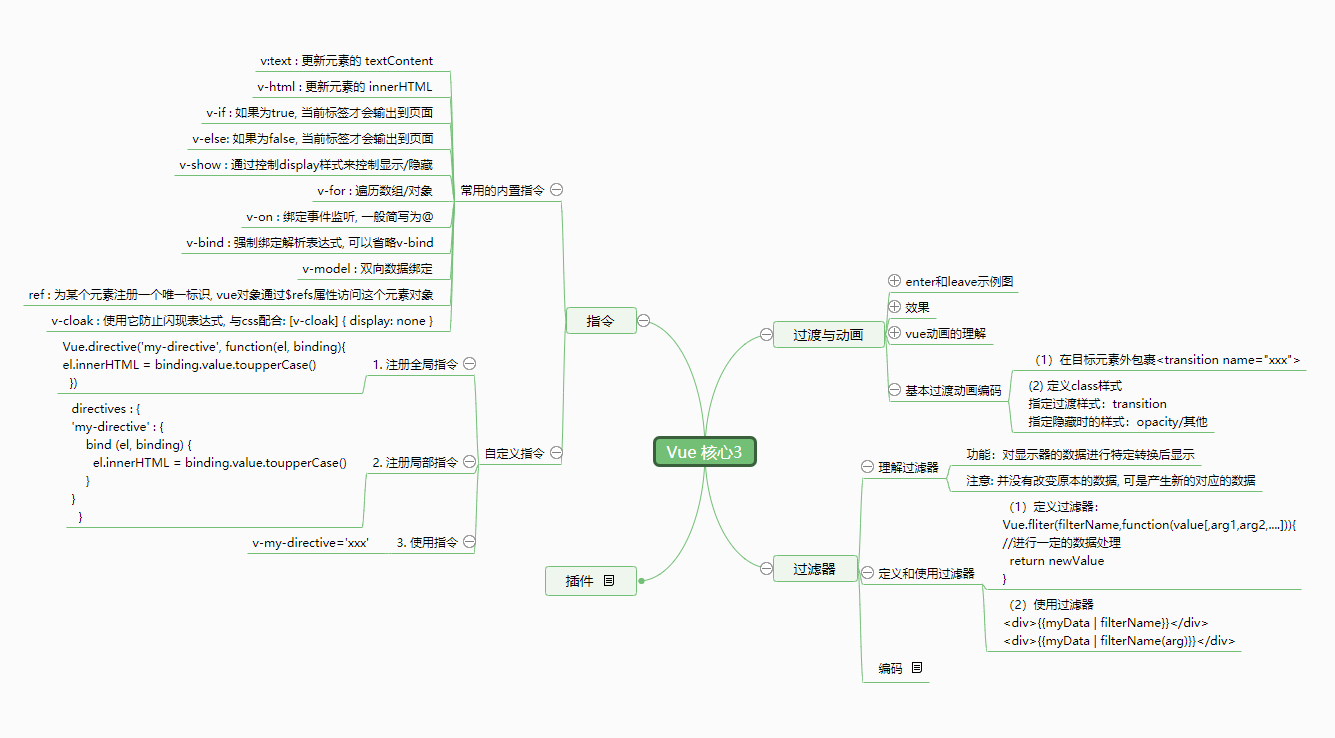 Vue 核心3
指令
常用的内置指令
v:text : 更新元素的 textContent
v-html : 更新元素的 innerHTML
v-if : 如果为true, 当前标签才会输出到页面
v-else: 如果为false, 当前标签才会输出到页面
v-show : 通过控制display样式来控制显示/隐藏
v-for : 遍历数组/对象
v-on : 绑定事件监听, 一般简写为@
v-bind : 强制绑定解析表达式, 可以省略v-bind
v-model : 双向数据绑定
ref : 为某个元素注册一个唯一标识, vue对象通过$refs属性访问这个元素对象
v-cloak : 使用它防止闪现表达式, 与css配合: [v-cloak] { display: none }
自定义指令
1. 注册全局指令
Vue.directive('my-directive', function(el, binding){
el.innerHTML = binding.value.toupperCase()
})
2. 注册局部指令
directives : {
'my-directive' : {
bind (el, binding) {
el.innerHTML = binding.value.toupperCase()
}
}
}
3. 使用指令
v-my-directive='xxx'
插件
过渡与动画
enter和leave示例图
效果
vue动画的理解
基本过渡动画编码
（1）在目标元素外包裹<transition name="xxx">
(2) 定义class样式
指定过渡样式：transition
指定隐藏时的样式：opacity/其他
过滤器
理解过滤器
功能：对显示器的数据进行特定转换后显示
注意: 并没有改变原本的数据, 可是产生新的对应的数据
定义和使用过滤器
（1）定义过滤器：
Vue.fliter(filterName,function(value[,arg1,arg2,....])){
//进行一定的数据处理
return newValue
}
（2）使用过滤器
<div>{{myData | filterName}}</div>
<div>{{myData | filterName(arg)}}</div>
编码